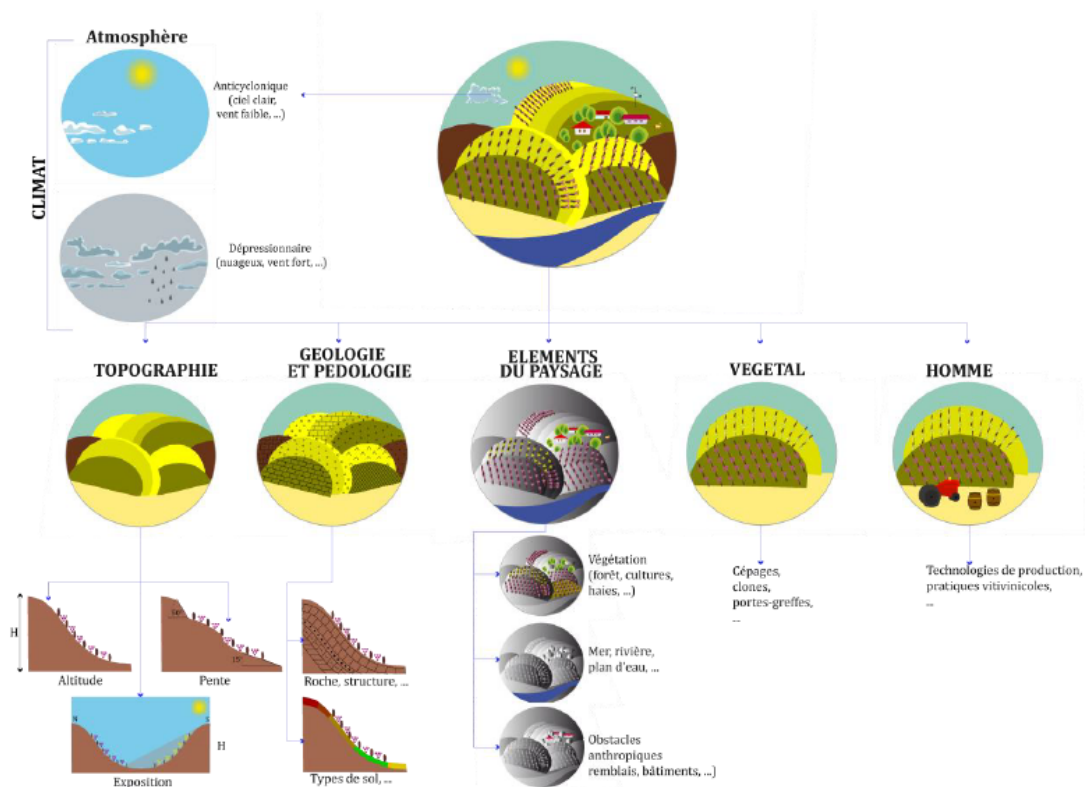 Atmosphère
Anticyclonique
(ciel clair,
vent faible, ...)
CLIMAT
Dépressionnaire
(nuageux, vent fort, ...)
TOPOGRAPHIE
GEOLOGIE
ET PEDOLOGIE
ELEMENTS
DU PAYSAGE
VEGETAL
HOMME
H
Altitude
Pente
15°
N
S
H
Exposition
Roche, structure, ...
Types de sol, ...
Végétation
(forêt, cultures,
haies, ...)
Mer, rivière,
plan d'eau, ...
Obstacles
anthropiques
remblais, bâtiments, ...)
Cépages,
clones,
portes-greffes,
...
Technologies de production,
pratiques vitivinicoles,
...